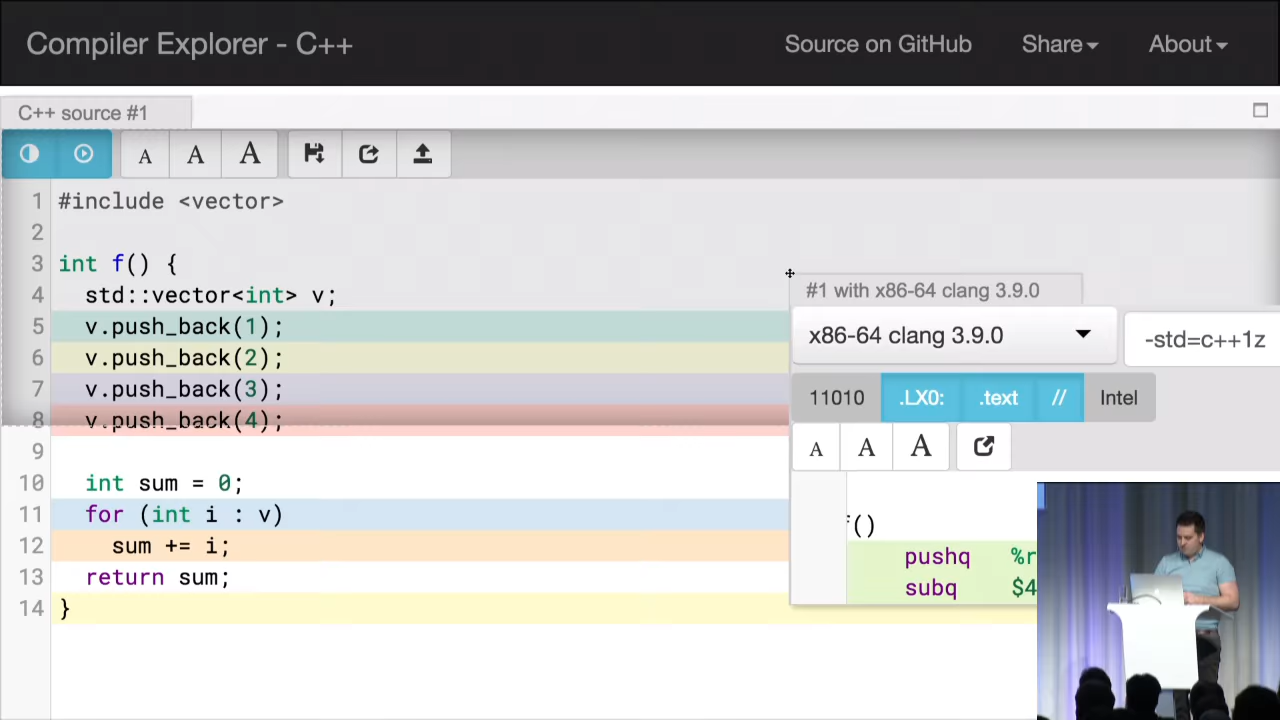 Compiler Explorer - C++
Source on GitHub
Share
About
C++ source #1
A A A
1 #include <vector>
2
3 int f() {
4 std::vector<int> v;
5 v.push_back(1);
6 v.push_back(2);
7 v.push_back(3);
8 v.push_back(4);
9
10 int sum = 0;
11 for (int i : v)
12 sum += i;
13 return sum;
14 }
#1 with x86-64 clang 3.9.0
x86-64 clang 3.9.0
-std=c++1z
11010 .LX0: .text // Intel
A A A
f()
pushq %r
subq $4